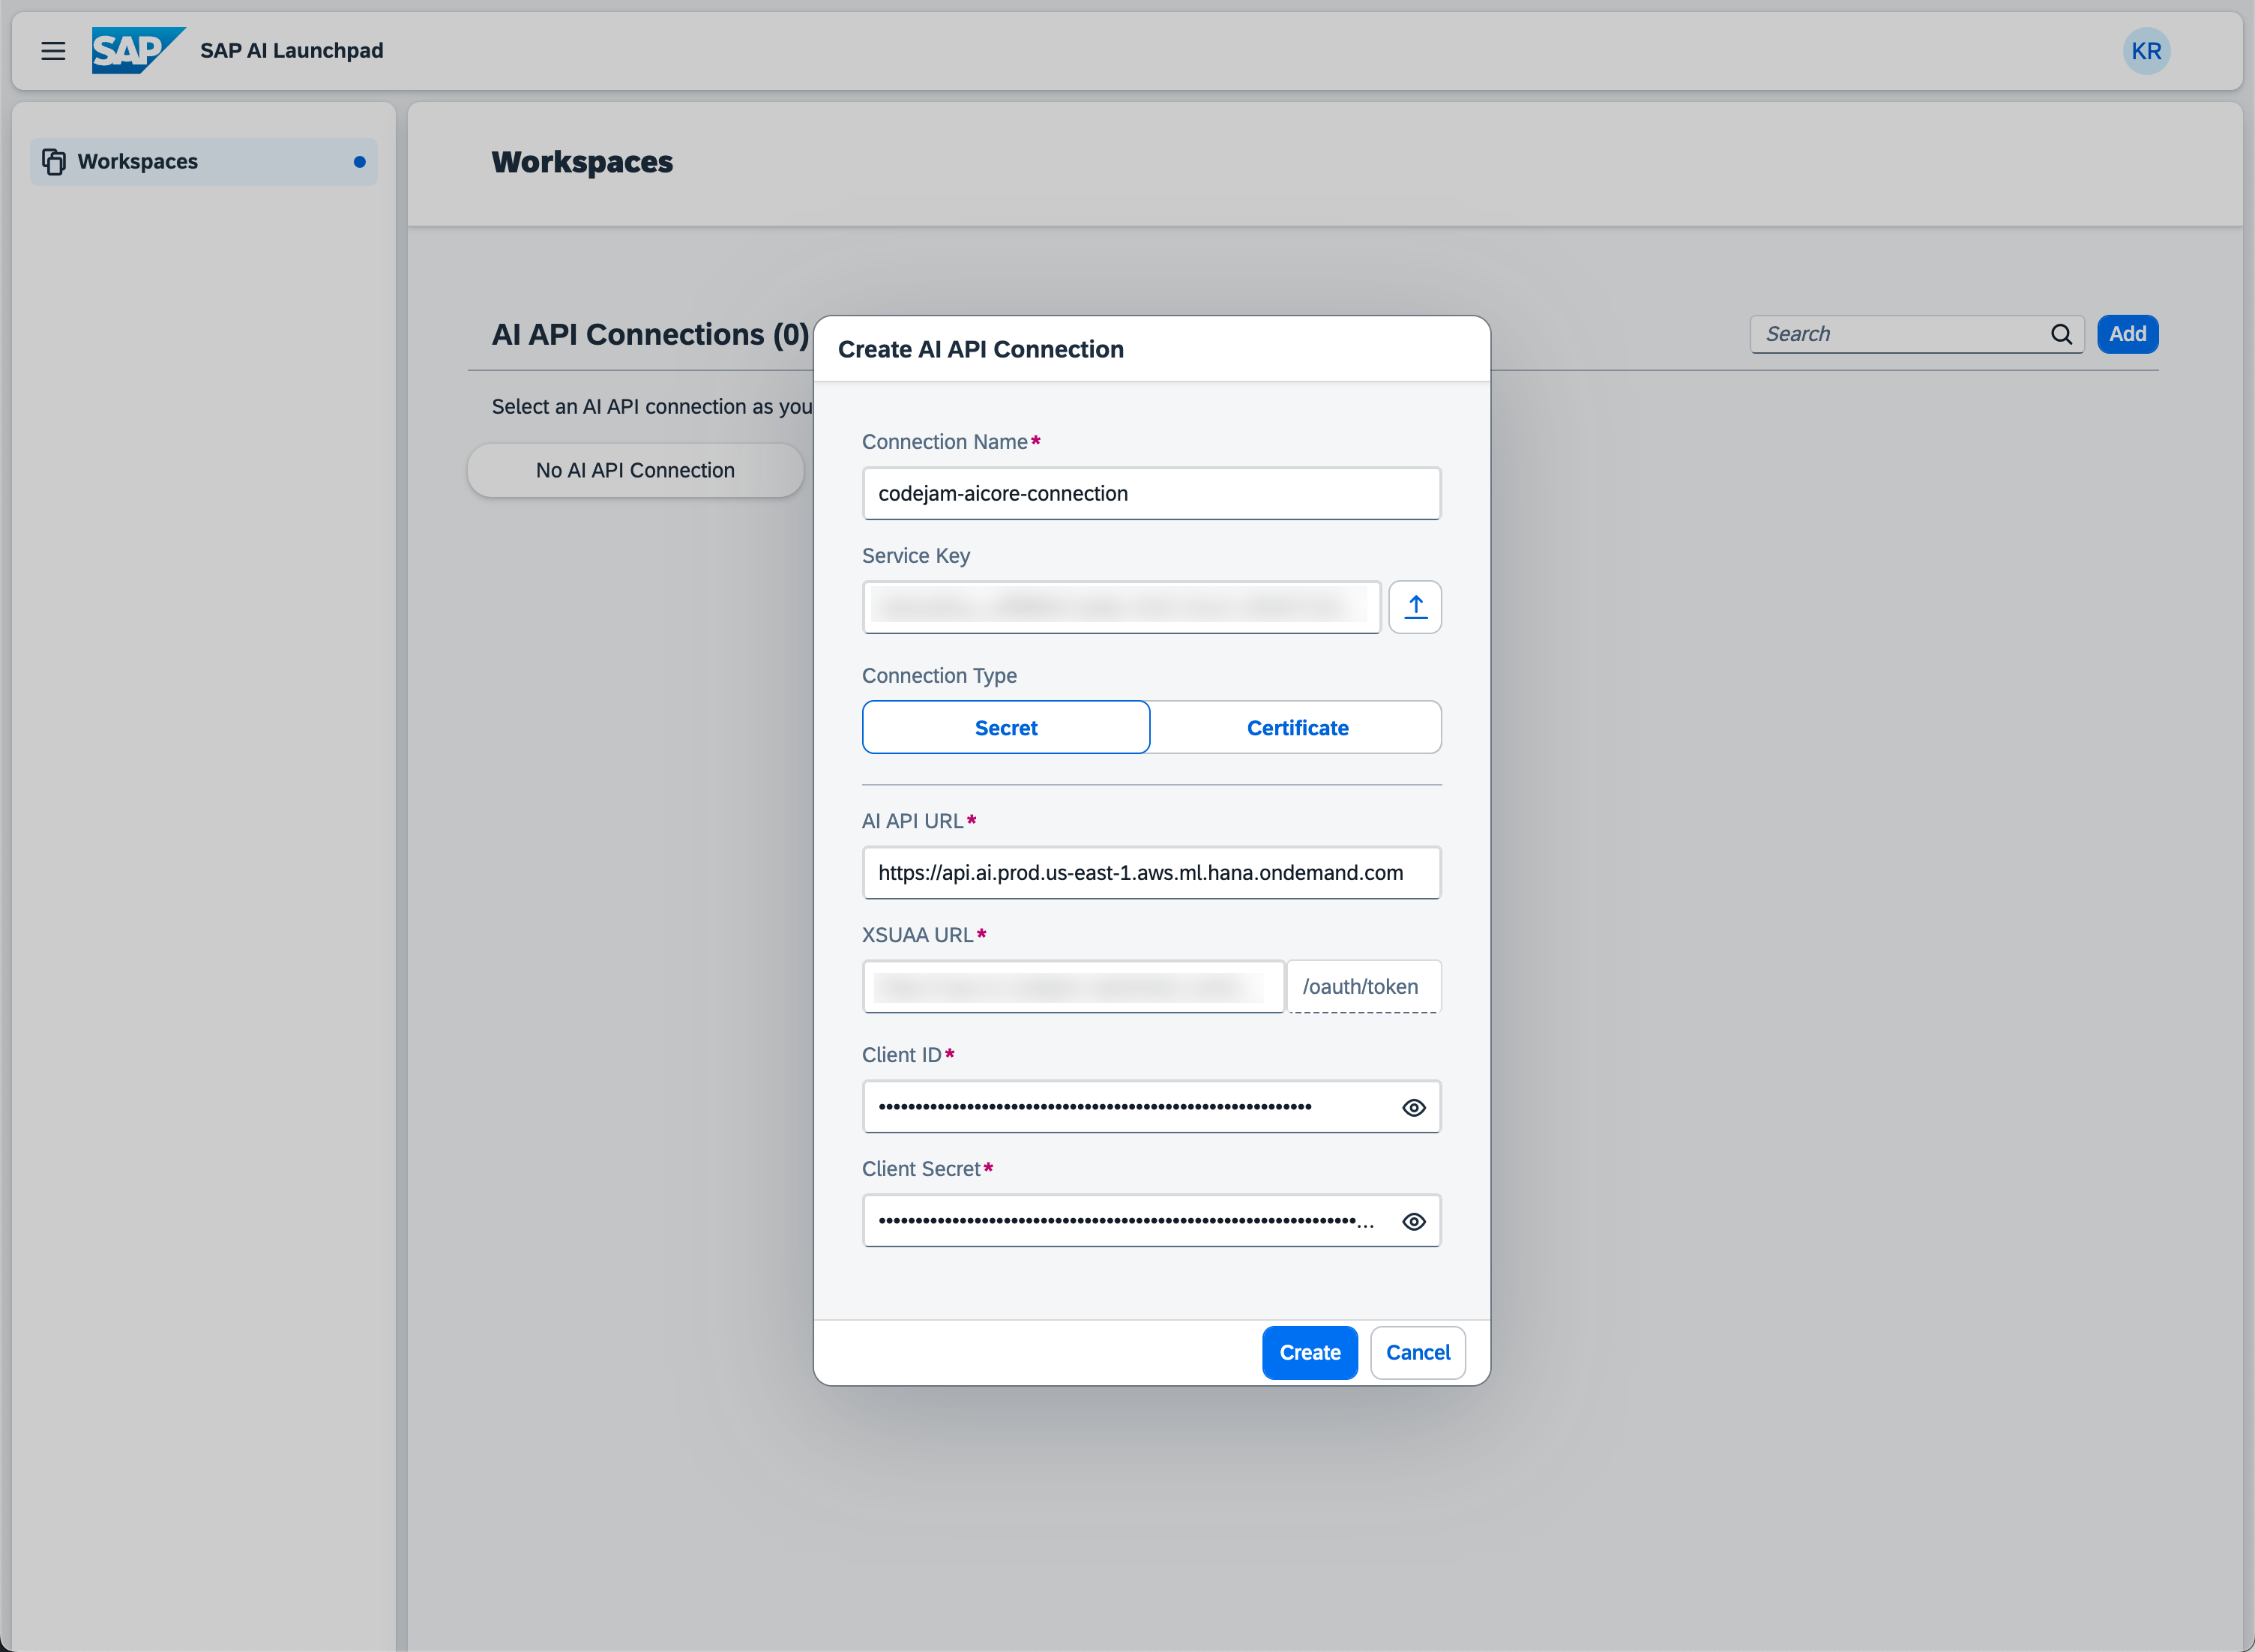 SAP SAP AI Launchpad KR
Workspaces
Workspaces
AI API Connections (0)
Search
Add
Select an AI API connection as you
No AI API Connection
Create AI API Connection
Connection Name*
codejam-aicore-connection
Service Key
Connection Type
Secret Certificate
AI API URL*
https://api.ai.prod.us-east-1.aws.ml.hana.ondemand.com
XSUAA URL*
/oauth/token
Client ID*
Client Secret*
Create Cancel